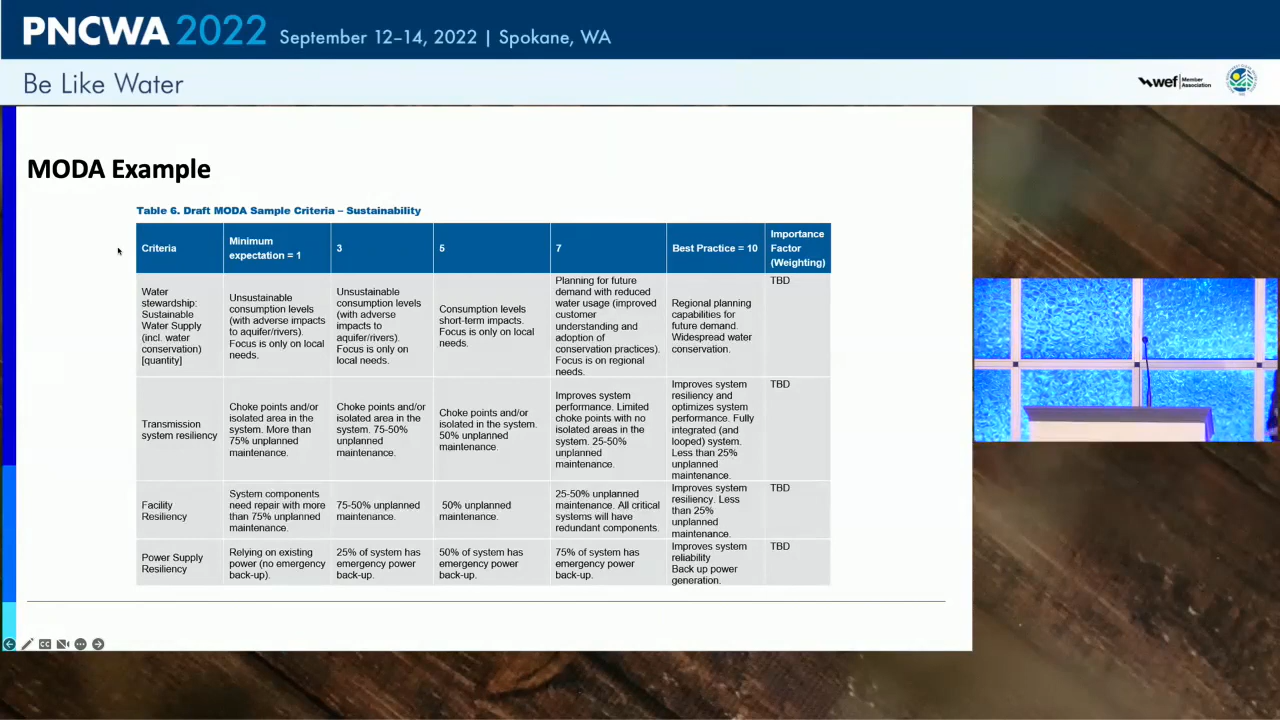 PNCWA 2022 September 12–14, 2022 | Spokane, WA
Be Like Water
wef Member Association
MODA Example
Table 6. Draft MODA Sample Criteria – Sustainability
Criteria
Minimum
expectation = 1
3
5
7
Best Practice = 10
Importance
Factor
(Weighting)
Water
stewardship:
Sustainable
Water Supply
(incl. water
conservation)
[quantity]
Unsustainable
consumption levels
(with adverse impacts
to aquifer/rivers).
Focus is only on local
needs.
Unsustainable
consumption levels
(with adverse
impacts to
aquifer/rivers).
Focus is only on
local needs.
Consumption levels
short-term impacts.
Focus is only on local
needs.
Planning for future
demand with reduced
water usage (improved
customer
understanding and
adoption of
conservation practices).
Focus is on regional
needs.
Regional planning
capabilities for
future demand.
Widespread water
conservation.
TBD
Transmission
system resiliency
Choke points and/or
isolated area in the
system. More than
75% unplanned
maintenance.
Choke points and/or
isolated area in the
system. 75-50%
unplanned
maintenance.
Choke points and/or
isolated in the system.
50% unplanned
maintenance.
Improves system
performance. Limited
choke points with no
isolated areas in the
system. 25-50%
unplanned
maintenance.
Improves system
resiliency and
optimizes system
performance. Fully
integrated (and
looped) system.
Less than 25%
unplanned
maintenance.
TBD
Facility
Resiliency
System components
need repair with more
than 75% unplanned
maintenance.
75-50% unplanned
maintenance.
50% unplanned
maintenance.
25-50% unplanned
maintenance. All critical
systems will have
redundant components.
Improves system
resiliency. Less
than 25%
unplanned
maintenance.
TBD
Power Supply
Resiliency
Relying on existing
power (no emergency
back-up).
25% of system has
emergency power
back-up.
50% of system has
emergency power
back-up.
75% of system has
emergency power
back-up.
Improves system
reliability
Back up power
generation.
TBD